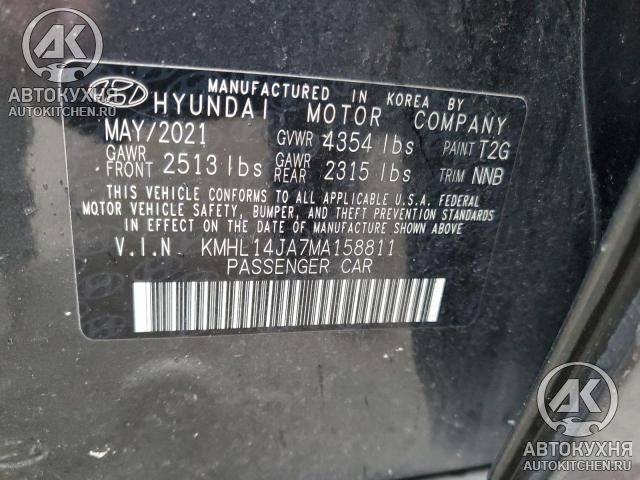 АВТОКУХНЯ
AUTOKITCHEN.RU
MANUFACTURED IN KOREA BY
HYUNDAI MOTOR COMPANY
MAY/2021 GVWR 4354 lbs PAINT T2G
GAWR FRONT 2513 lbs GAWR REAR 2315 lbs TRIM NNB
THIS VEHICLE CONFORMS TO ALL APPLICABLE U.S.A. FEDERAL
MOTOR VEHICLE SAFETY, BUMPER, AND THEFT PREVENTION STANDARDS
IN EFFECT ON THE DATE OF MANUFACTURE SHOWN ABOVE.
V.I.N KMHL14JA7MA158811
PASSENGER CAR
АВТОКУХНЯ
AUTOKITCHEN.RU